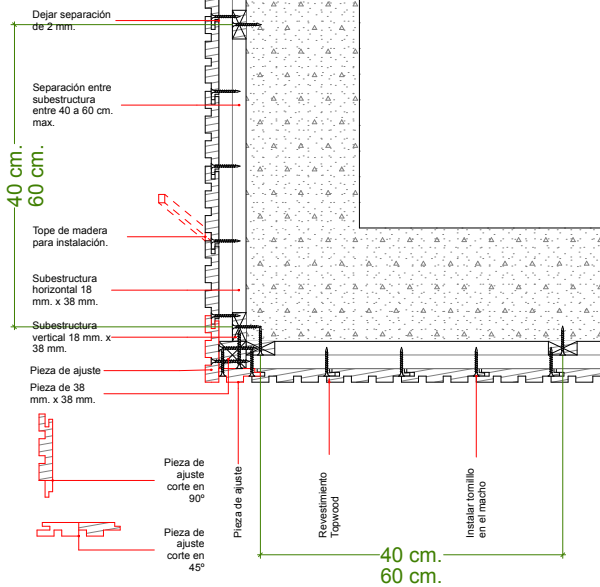 Dejar separación
de 2 mm.
Separación entre
subestructura
entre 40 a 60 cm.
max.
40 cm.
60 cm.
Tope de madera
para instalación.
Subestructura
horizontal 18
mm. x 38 mm.
Subestructura
vertical 18 mm. x
38 mm.
Pieza de ajuste
Pieza de 38
mm. x 38 mm.
Pieza de
ajuste
corte en
90º
Pieza de
ajuste
corte en
45º
Pieza de ajuste
Revestimiento
Topwood
Instalar tornilllo
en el macho
40 cm.
60 cm.